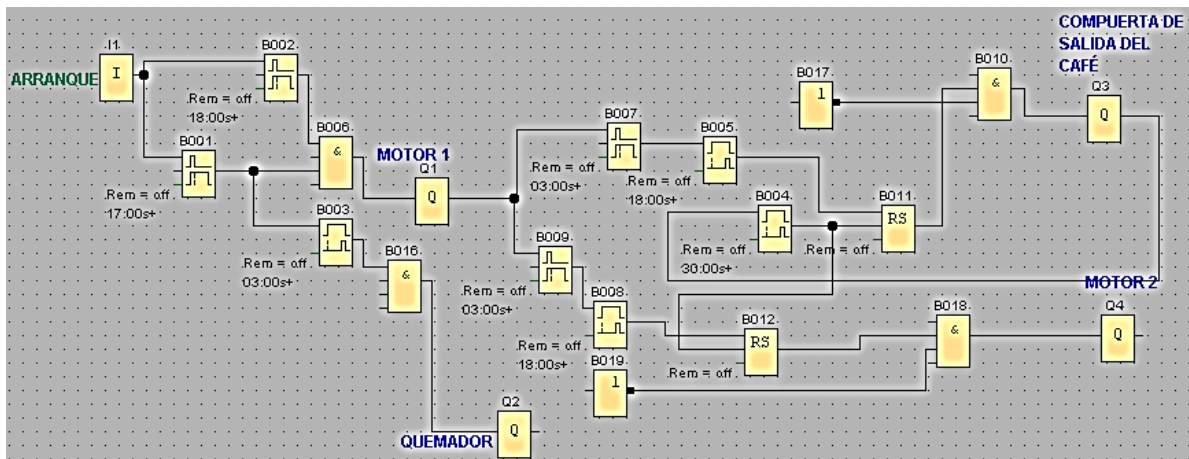 COMPUERTA DE
SALIDA DEL
CAFÉ
ARRANQUE
I1
I
B002
Rem = off
18:00s+
B001
Rem = off
17:00s+
B006
&
B003
Rem = off
03:00s+
B016
&
MOTOR 1
Q1
Q
Q2
Q
QUEMADOR
B007
Rem = off
03:00s+
B005
Rem = off
18:00s+
B009
Rem = off
03:00s+
B008
Rem = off
18:00s+
B004
Rem = off
30:00s+
B011
RS
Rem = off
B012
RS
Rem = off
B017
1
B019
1
B010
&
Q3
Q
B018
&
MOTOR 2
Q4
Q